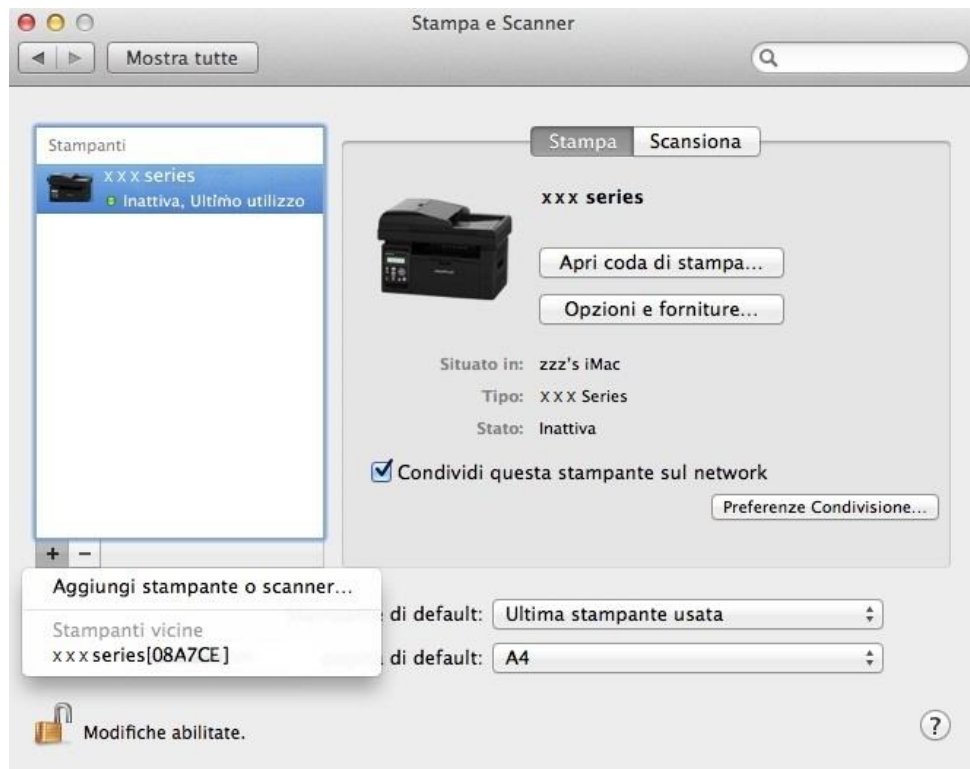 Stampa e Scanner
Mostra tutte
Stampanti
x x x series
Inattiva, Ultimo utilizzo
Stampa Scansiona
xxx series
Apri coda di stampa...
Opzioni e forniture...
Situato in: zzz's iMac
Tipo: X X X Series
Stato: Inattiva
Condividi questa stampante sul network
Preferenze Condivisione...
+ −
Aggiungi stampante o scanner...
Stampanti vicine
x x x series[08A7CE]
di default: Ultima stampante usata
di default: A4
Modifiche abilitate.
?